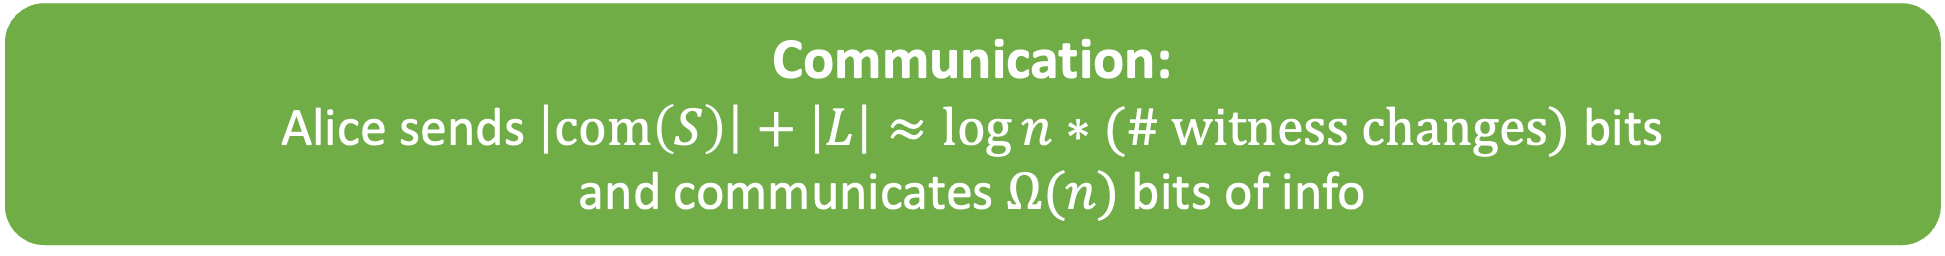 Communication:
Alice sends |com(S)| + |L| ≈ log n ∗ (# witness changes) bits
and communicates Ω(n) bits of info